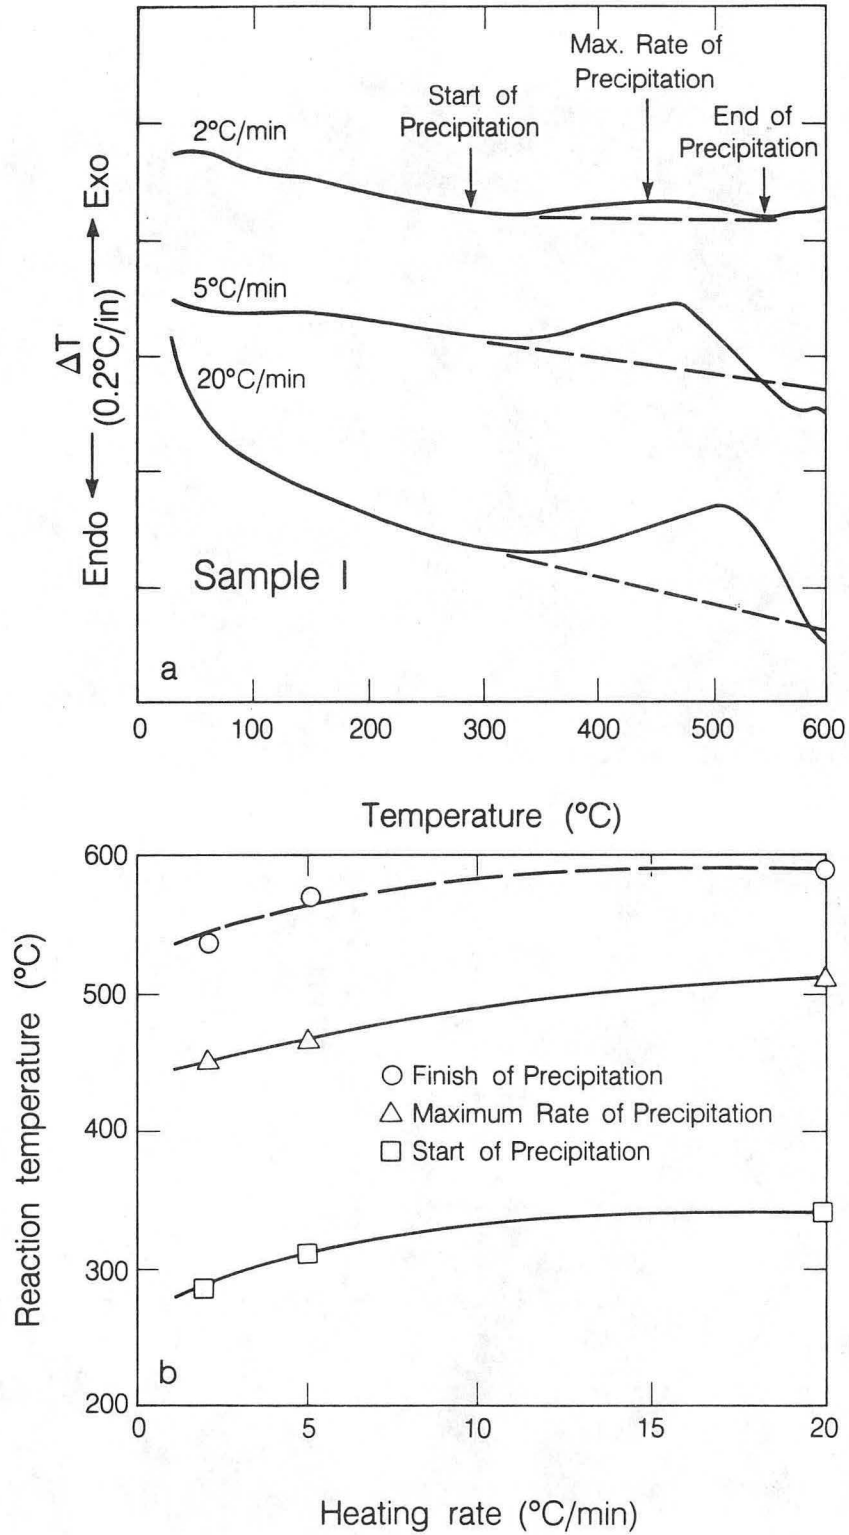 Max. Rate of
Precipitation
Start of
Precipitation
End of
Precipitation
2°C/min
5°C/min
20°C/min
Endo ← ΔT → Exo
(0.2°C/in)
Sample I
a
0 100 200 300 400 500 600
Temperature (°C)
600
500
400
300
200
Reaction temperature (°C)
Finish of Precipitation
Maximum Rate of Precipitation
Start of Precipitation
b
0 5 10 15 20
Heating rate (°C/min)